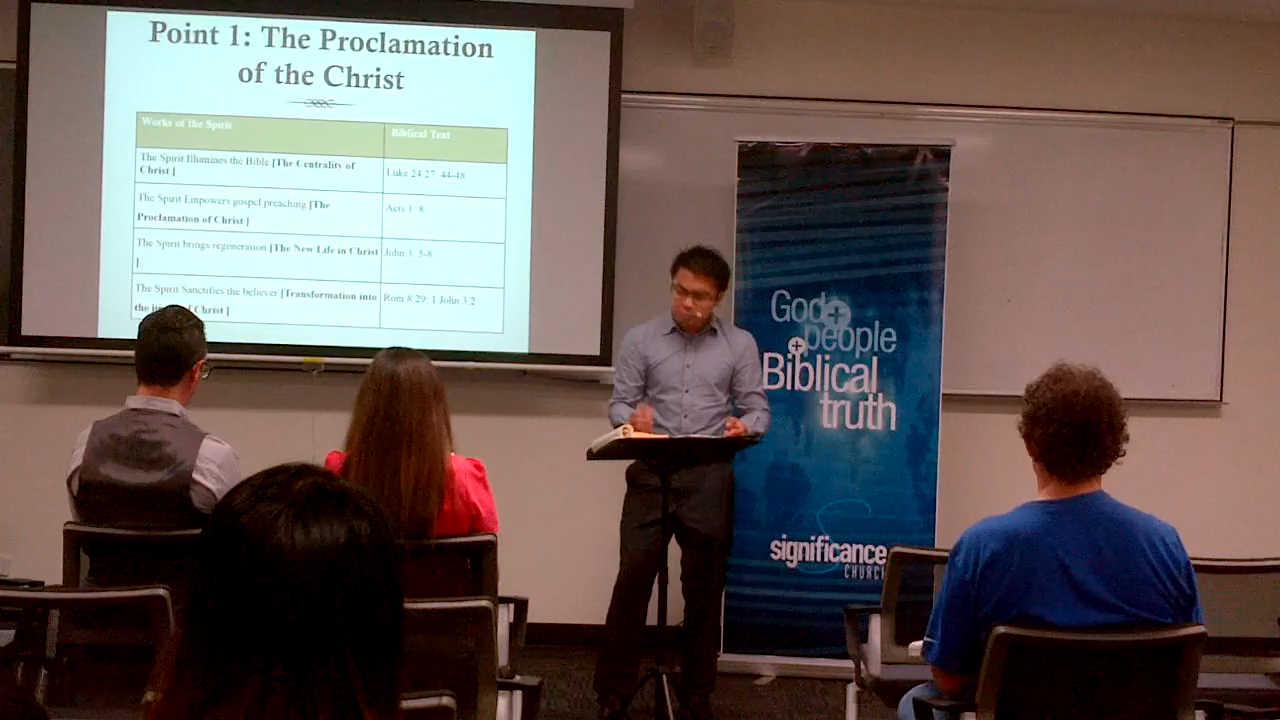 Point 1: The Proclamation
of the Christ
Works of the Spirit
Biblical Text
The Spirit Illumines the Bible [The Centrality of
Christ ]
Luke 24:27, 44-48
The Spirit Empowers gospel preaching [The
Proclamation of Christ ]
Acts 1: 8
The Spirit brings regeneration [The New Life in Christ
]
John 3: 5-8
The Spirit Sanctifies the believer [Transformation into
the of Christ ]
Rom 8:29; 1 John 3:2
God+
people
+
Biblical
truth
significance
CHURCH